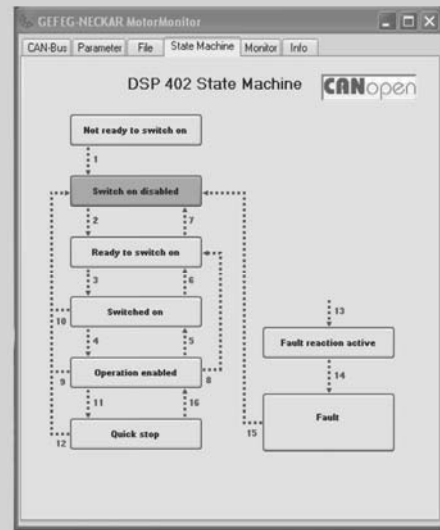 GEFEG-NECKAR MotorMonitor
CAN-Bus Parameter File State Machine Monitor Info
DSP 402 State Machine CANopen
Not ready to switch on
1
Switch on disabled
2 7
Ready to switch on
3 6
Switched on
10
13
4 5
Fault reaction active
Operation enabled
9 8
14
11 16
Fault
Quick stop
12
15